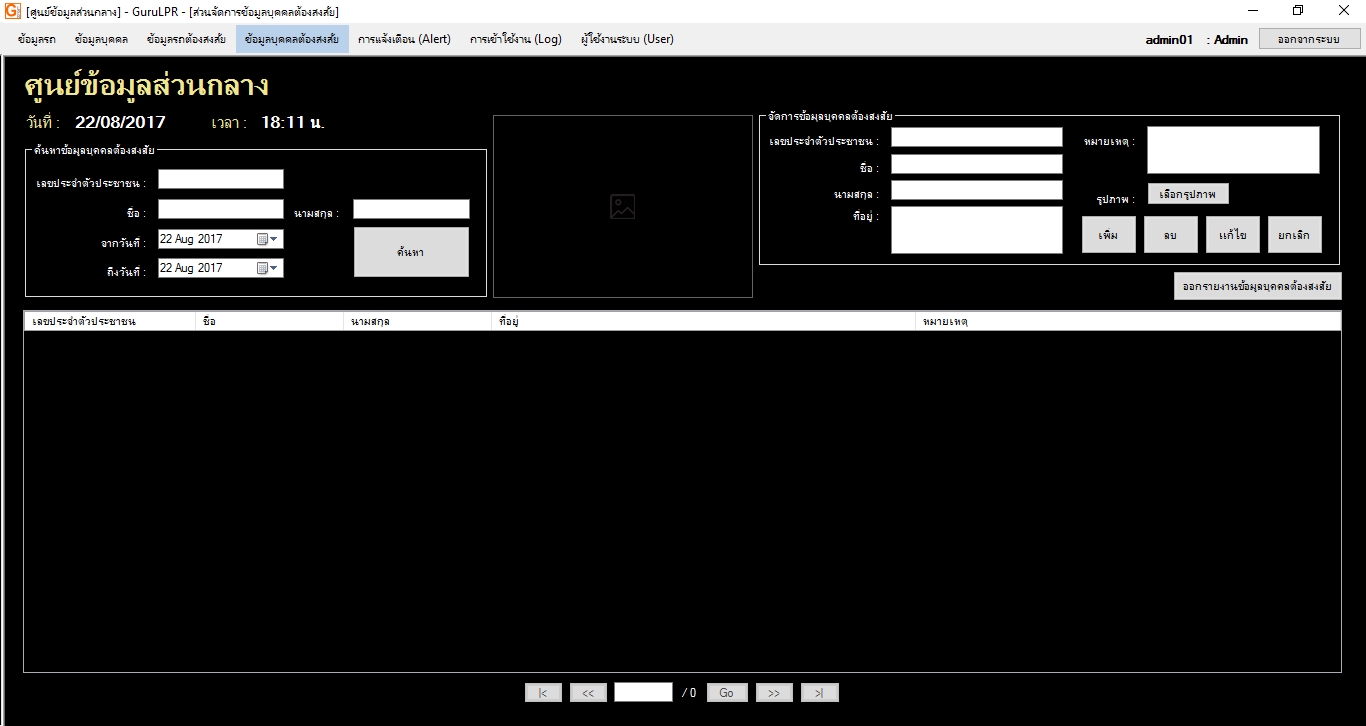 [ศูนย์ข้อมูลส่วนกลาง] - GuruLPR - [ส่วนจัดการข้อมูลบุคคลต้องสงสัย]
ข้อมูลรถ ข้อมูลบุคคล ข้อมูลรถต้องสงสัย ข้อมูลบุคคลต้องสงสัย การแจ้งเตือน (Alert) การเข้าใช้งาน (Log) ผู้ใช้งานระบบ (User) admin01 : Admin ออกจากระบบ
ศูนย์ข้อมูลส่วนกลาง
วันที่ : 22/08/2017 เวลา : 18:11 น.
ค้นหาข้อมูลบุคคลต้องสงสัย
เลขประจำตัวประชาชน :
ชื่อ : นามสกุล :
จากวันที่ : 22 Aug 2017
ถึงวันที่ : 22 Aug 2017
ค้นหา
จัดการข้อมูลบุคคลต้องสงสัย
เลขประจำตัวประชาชน : หมายเหตุ :
ชื่อ :
นามสกุล : รูปภาพ : เลือกรูปภาพ
ที่อยู่ :
เพิ่ม ลบ แก้ไข ยกเลิก
ออกรายงานข้อมูลบุคคลต้องสงสัย
เลขประจำตัวประชาชน ชื่อ นามสกุล ที่อยู่ หมายเหตุ
|< << / 0 Go >> >|